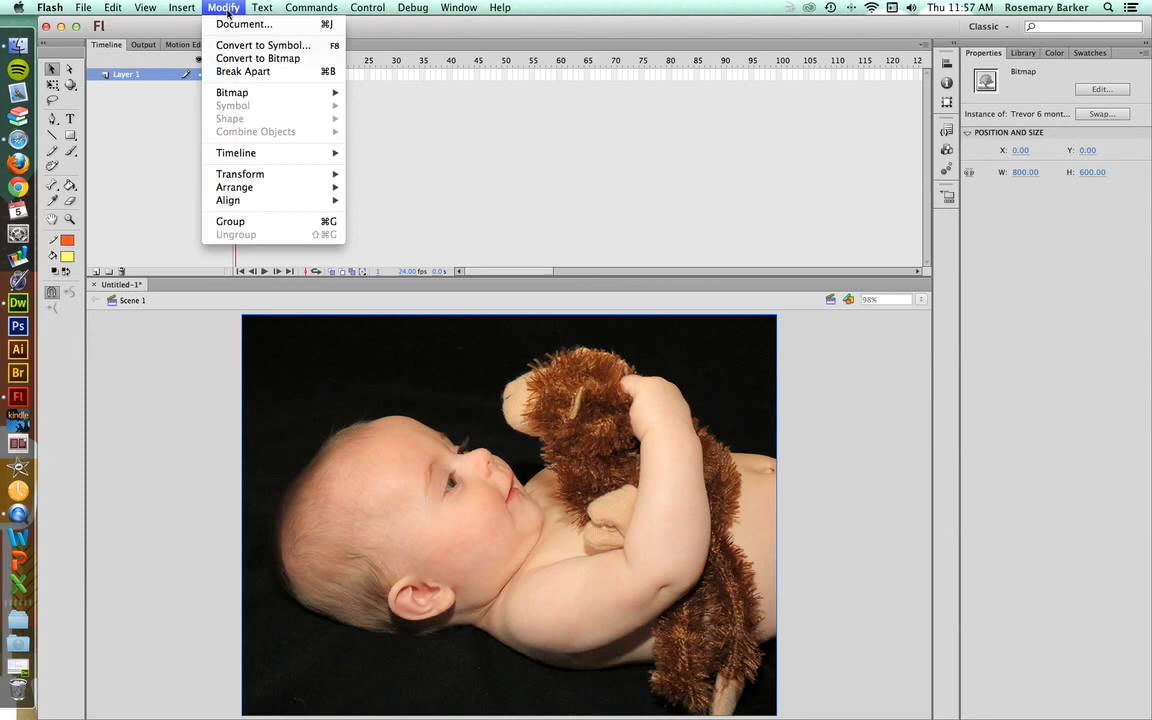 Flash File Edit View Insert Modify Text Commands Control Debug Window Help Thu 11:57 AM Rosemary Barker
Fl Classic
Timeline Output Motion Ed
Layer 1
25 30 35 40 45 50 55 60 65 70 75 80 85 90 95 100 105 110 115 12
Document... ⌘J
Convert to Symbol... F8
Convert to Bitmap
Break Apart ⌘B
Bitmap
Symbol
Shape
Combine Objects
Timeline
Transform
Arrange
Align
Group ⌘G
Ungroup ⇧⌘G
1 24.00 fps 0.0 s
Untitled-1*
Scene 1
98%
Properties Library Color Swatches
Bitmap
Edit...
Instance of: Trevor 6 mont... Swap...
POSITION AND SIZE
X: 0.00 Y: 0.00
W: 800.00 H: 600.00
T
5
Dw
Ps
Ai
Br
Fl
kindle
W
P
X